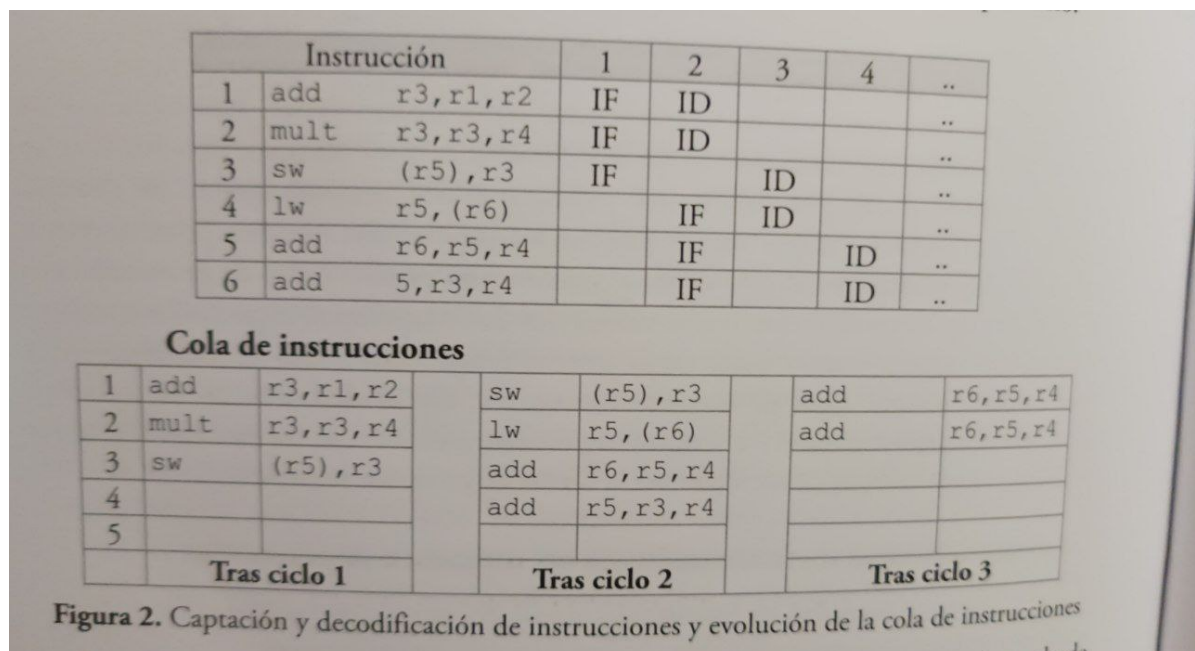 Instrucción 1 2 3 4 ..
1 add r3,r1,r2 IF ID ..
2 mult r3,r3,r4 IF ID ..
3 sw (r5),r3 IF ID ..
4 lw r5,(r6) IF ID ..
5 add r6,r5,r4 IF ID ..
6 add 5,r3,r4 IF ID ..
Cola de instrucciones
1 add r3,r1,r2 sw (r5),r3 add r6,r5,r4
2 mult r3,r3,r4 lw r5,(r6) add r6,r5,r4
3 sw (r5),r3 add r6,r5,r4
4 add r5,r3,r4
5
Tras ciclo 1 Tras ciclo 2 Tras ciclo 3
Figura 2. Captación y decodificación de instrucciones y evolución de la cola de instrucciones